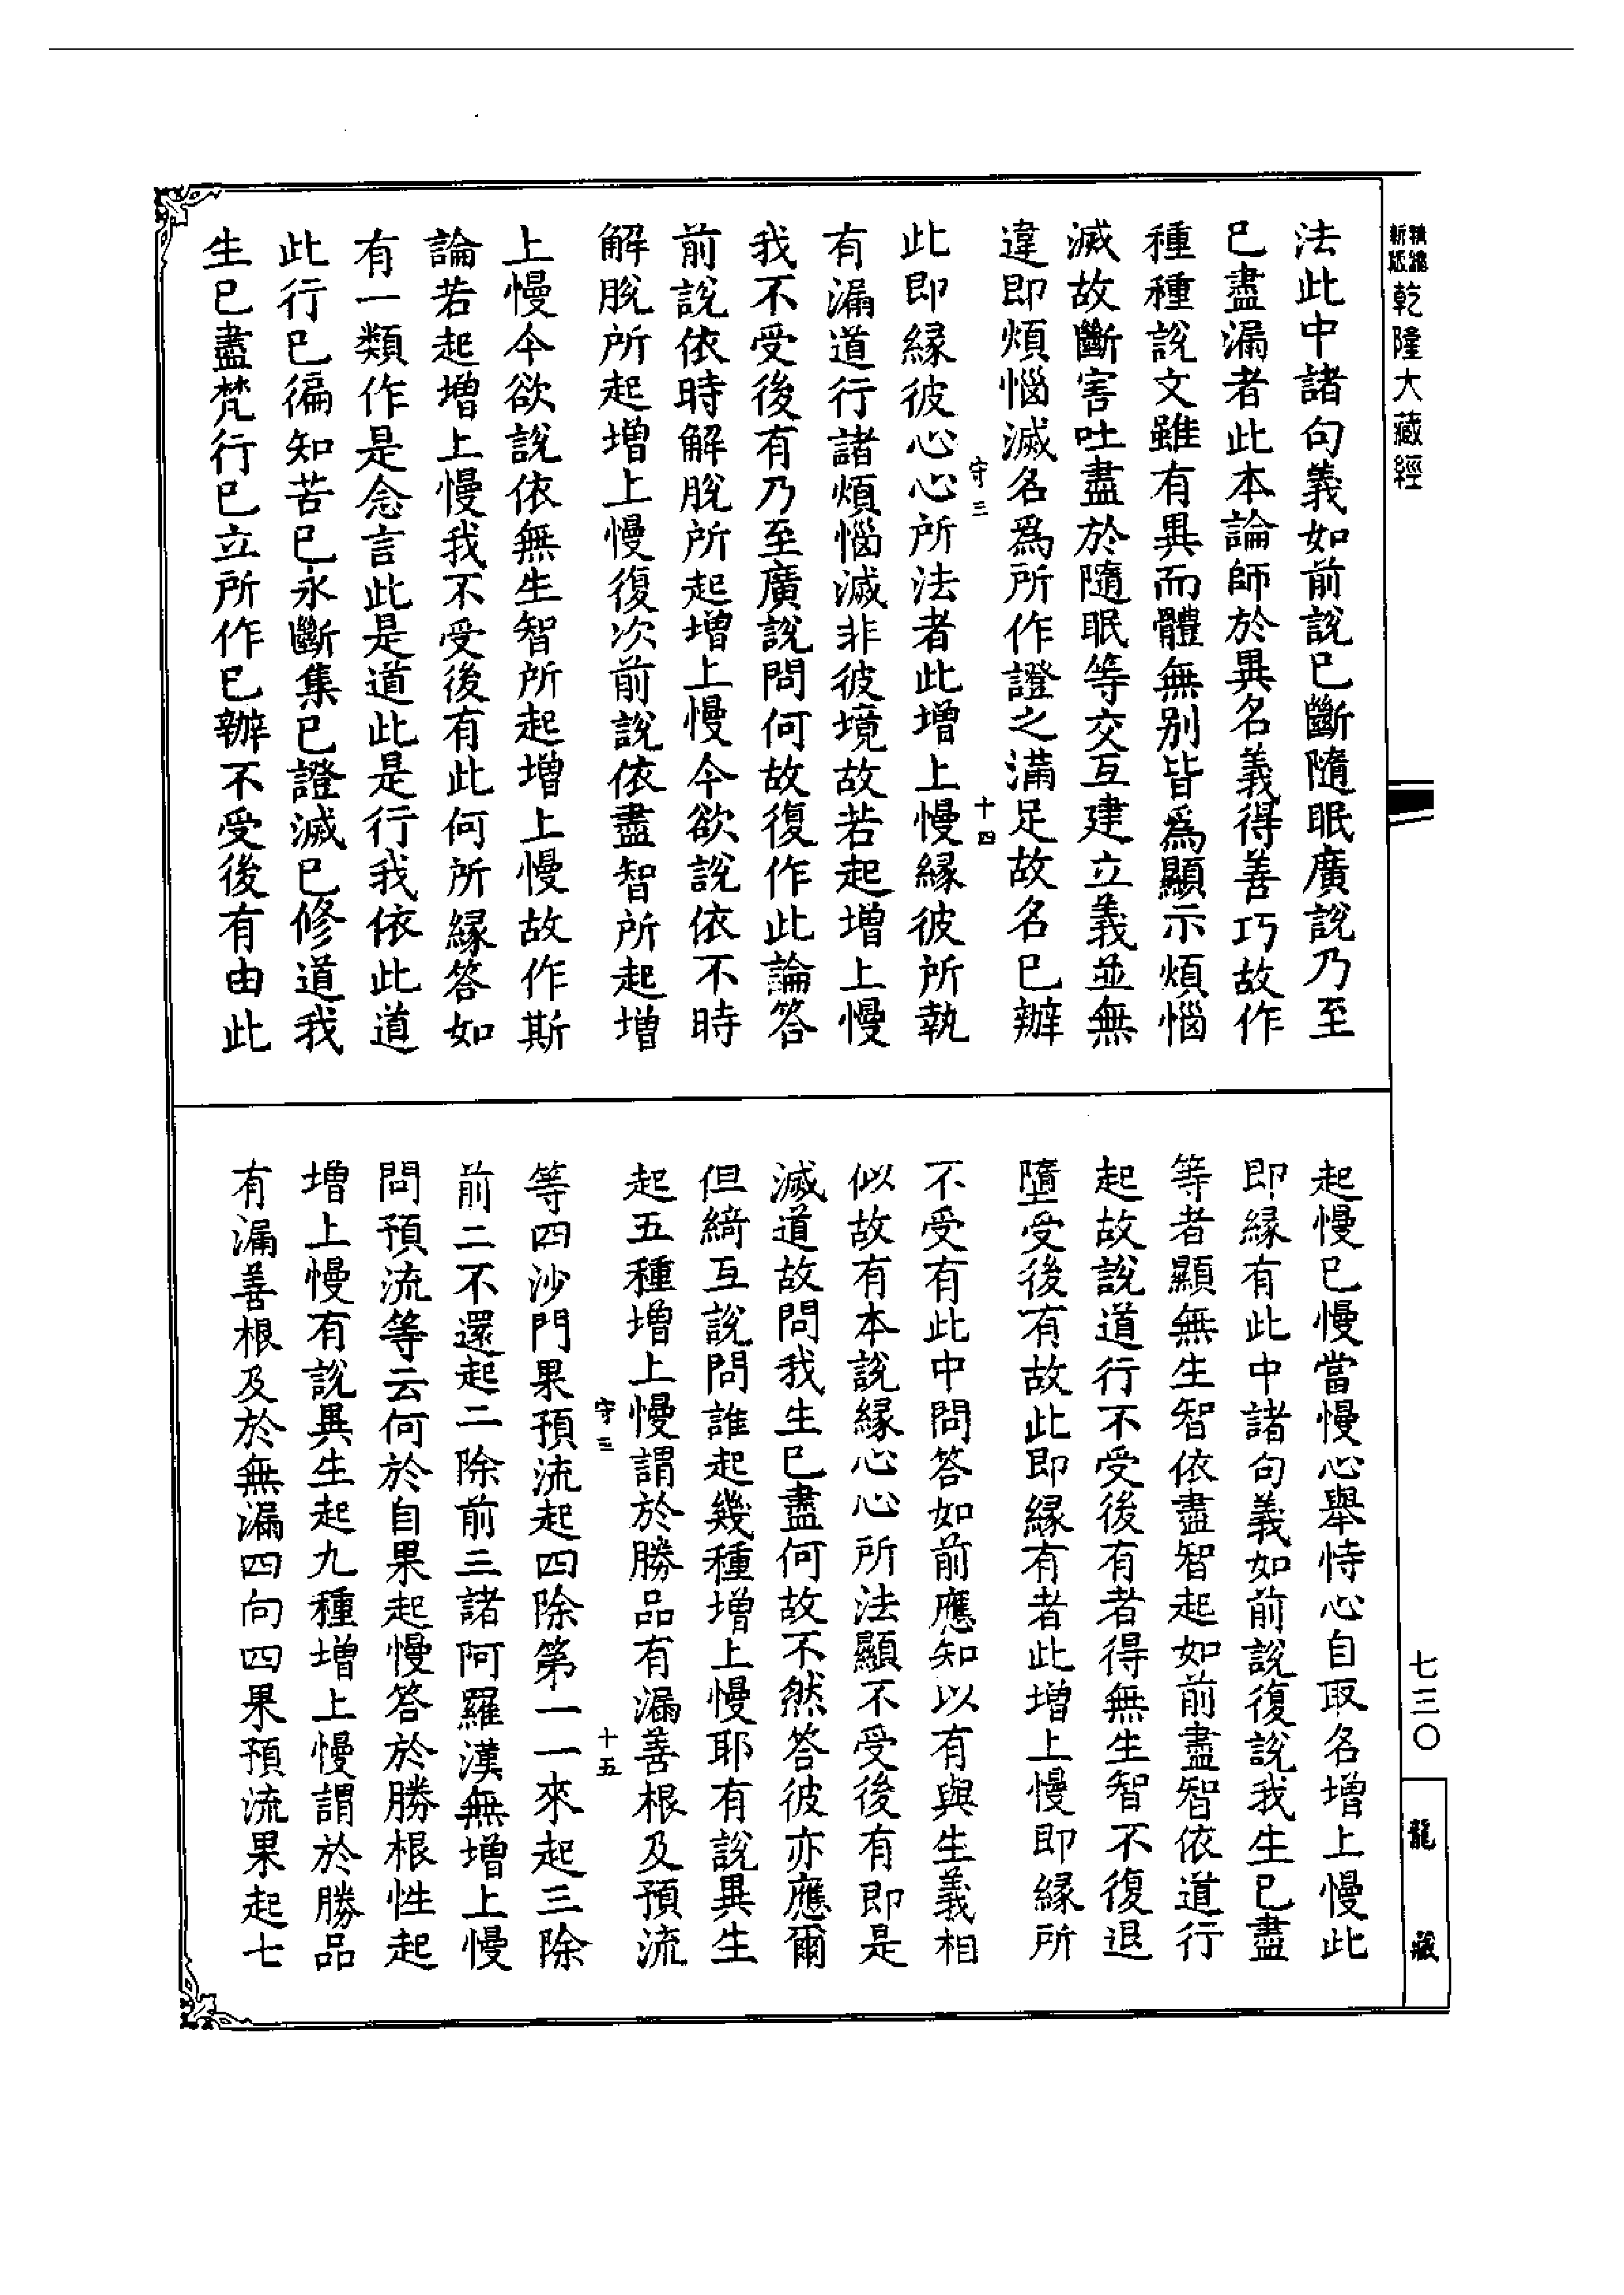 乾隆大藏經
法此中諸句義如前說已斷隨眠廣說乃至
已盡漏者此本論師於異名義得善巧故作
種種說文雖有異而體無别皆爲顯示煩惱
滅故斷害吐盡於隨眠等交互建立義並無
違即煩惱滅名爲所作證之滿足故名已辦
守三
十四
此即緣彼心心所法者此增上慢緣彼所執
有漏道行諸煩惱滅非彼境故若起增上慢
我不受後有乃至廣說問何故復作此論答
前說依時解脫所起增上慢今欲說依不時
解脫所起增上慢復次前說依盡智所起增
上慢今欲說依無生智所起增上慢故作斯
論若起增上慢我不受後有此何所緣答如
有一類作是念言此是道此是行我依此道
此行已徧知苦已永斷集已證滅已修道我
生已盡梵行已立所作已辦不受後有由此
起慢已慢當慢心舉恃心自取名增上慢此
即緣有此中諸句義如前說復說我生已盡
等者顯無生智依盡智起如前盡智依道行
起故說道行不受後有者得無生智不復退
墮受後有故此即緣有者此增上慢即緣所
不受有此中問答如前應知以有與生義相
似故有本說緣心心所法顯不受後有即是
滅道故問我生已盡何故不然答彼亦應爾
但綺互說問誰起幾種增上慢耶有說異生
起五種增上慢謂於勝品有漏善根及預流
守三
十五
等四沙門果預流起四除第一一來起三除
前二不還起二除前三諸阿羅漢無增上慢
問預流等云何於自果起慢答於勝根性起
增上慢有說異生起九種增上慢謂於勝品
有漏善根及於無漏四向四果預流果起七
七三〇
龍藏